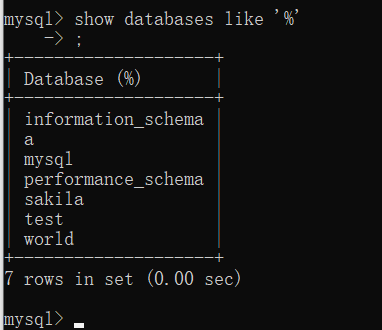 mysql> show databases like '%'
    -> ;
+--------------------+
| Database (%)       |
+--------------------+
| information_schema |
| a                  |
| mysql              |
| performance_schema |
| sakila             |
| test               |
| world              |
+--------------------+
7 rows in set (0.00 sec)
mysql>